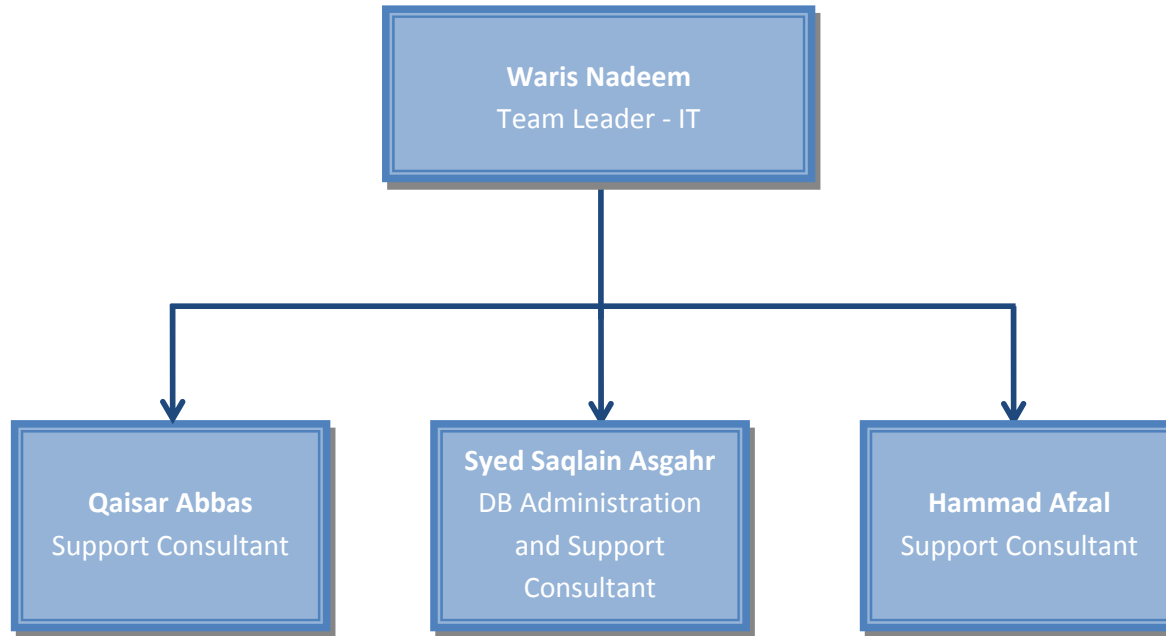 Waris Nadeem
Team Leader - IT
Qaisar Abbas
Support Consultant
Syed Saqlain Asgahr
DB Administration
and Support
Consultant
Hammad Afzal
Support Consultant